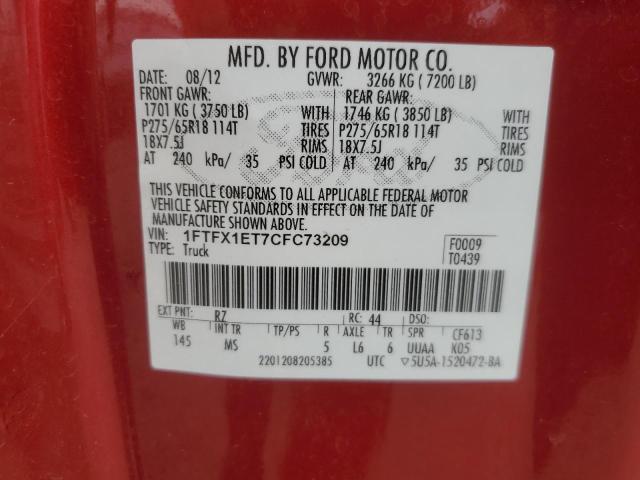 MFD. BY FORD MOTOR CO.
DATE: 08/12 GVWR: 3266 KG ( 7200 LB)
FRONT GAWR: REAR GAWR:
1701 KG ( 3750 LB) WITH 1746 KG ( 3850 LB) WITH
P275/65R18 114T TIRES P275/65R18 114T TIRES
18X7.5J RIMS 18X7.5J RIMS
AT 240 kPa/ 35 PSI COLD AT 240 kPa/ 35 PSI COLD
THIS VEHICLE CONFORMS TO ALL APPLICABLE FEDERAL MOTOR
VEHICLE SAFETY STANDARDS IN EFFECT ON THE DATE OF
MANUFACTURE SHOWN ABOVE.
VIN: 1FTFX1ET7CFC73209 F0009
TYPE: Truck T0439
EXT PNT: RZ RC: 44 DSO:
WB INT TR TP/PS R AXLE TR SPR CF613
145 MS 5 L6 6 UUAA K05
2201208205385 UTC ▽5U5A-1520472-BA